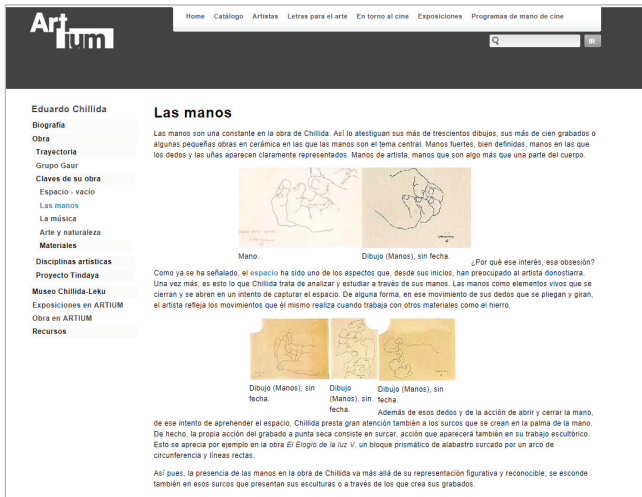 Art
ium
Home Catálogo Artistas Letras para el arte En torno al cine Exposiciones Programas de mano de cine
IR
Eduardo Chillida
Biografía
Obra
Trayectoria
Grupo Gaur
Claves de su obra
Espacio - vacío
Las manos
La música
Arte y naturaleza
Materiales
Disciplinas artísticas
Proyecto Tindaya
Museo Chillida-Leku
Exposiciones en ARTIUM
Obra en ARTIUM
Recursos
Las manos
Las manos son una constante en la obra de Chillida. Así lo atestiguan sus más de trescientos dibujos, sus más de cien grabados o
algunas pequeñas obras en cerámica en las que las manos son el tema central. Manos fuertes, bien definidas, manos en las que
los dedos y las uñas aparecen claramente representados. Manos de artista, manos que son algo más que una parte del cuerpo.
Mano.
Dibujo (Manos), sin fecha.
¿Por qué ese interés, esa obsesión?
Como ya se ha señalado, el espacio ha sido uno de los aspectos que, desde sus inicios, han preocupado al artista donostiarra.
Una vez más, es esto lo que Chillida trata de analizar y estudiar a través de sus manos. Las manos como elementos vivos que se
cierran y se abren en un intento de capturar el espacio. De alguna forma, en ese movimiento de sus dedos que se pliegan y giran,
el artista refleja los movimientos que él mismo realiza cuando trabaja con otros materiales como el hierro.
Dibujo (Manos), sin
fecha.
Dibujo
(Manos), sin
fecha.
Dibujo (Manos), sin
fecha.
Además de esos dedos y de la acción de abrir y cerrar la mano,
de ese intento de aprehender el espacio, Chillida presta gran atención también a los surcos que se crean en la palma de la mano.
De hecho, la propia acción del grabado a punta seca consiste en surcar, acción que aparecerá también en su trabajo escultórico.
Esto se aprecia por ejemplo en la obra El Elogio de la luz V, un bloque prismático de alabastro surcado por un arco de
circunferencia y líneas rectas.
Así pues, la presencia de las manos en la obra de Chillida va más allá de su representación figurativa y reconocible; se esconde
también en esos surcos que presentan sus esculturas o a través de los que crea sus grabados.